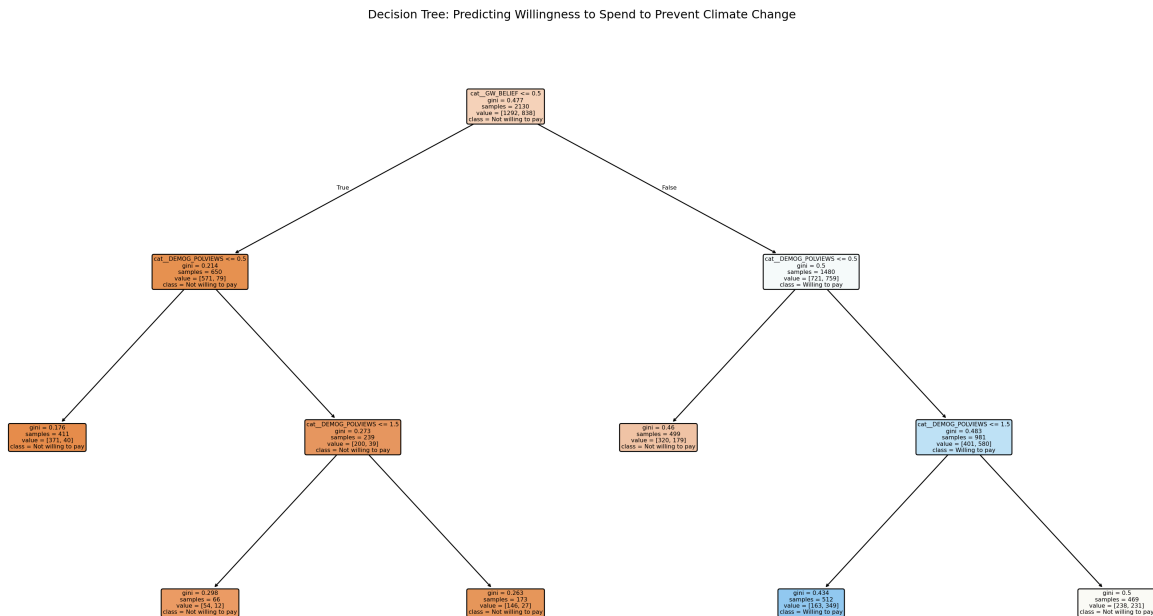 Decision Tree: Predicting Willingness to Spend to Prevent Climate Change
cat__GW_BELIEF <= 0.5
gini = 0.477
samples = 2130
value = [1292, 838]
class = Not willing to pay
True
False
cat__DEMOG_POLVIEWS <= 0.5
gini = 0.214
samples = 650
value = [571, 79]
class = Not willing to pay
cat__DEMOG_POLVIEWS <= 0.5
gini = 0.5
samples = 1480
value = [721, 759]
class = Willing to pay
gini = 0.176
samples = 411
value = [371, 40]
class = Not willing to pay
cat__DEMOG_POLVIEWS <= 1.5
gini = 0.273
samples = 239
value = [200, 39]
class = Not willing to pay
gini = 0.46
samples = 499
value = [320, 179]
class = Not willing to pay
cat__DEMOG_POLVIEWS <= 1.5
gini = 0.483
samples = 981
value = [401, 580]
class = Willing to pay
gini = 0.298
samples = 66
value = [54, 12]
class = Not willing to pay
gini = 0.263
samples = 173
value = [146, 27]
class = Not willing to pay
gini = 0.434
samples = 512
value = [163, 349]
class = Willing to pay
gini = 0.5
samples = 469
value = [238, 231]
class = Not willing to pay